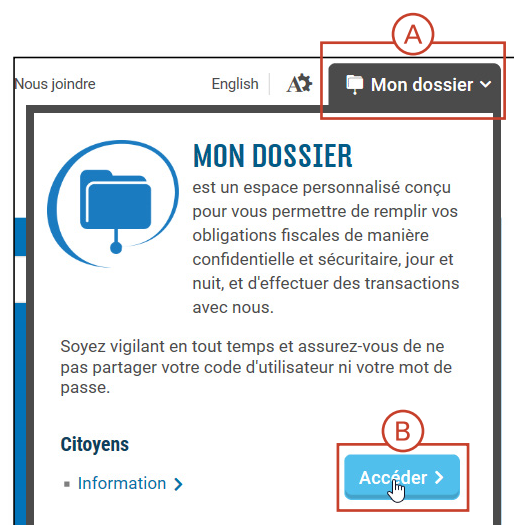 A
Nous joindre English A Mon dossier
MON DOSSIER
est un espace personnalisé conçu
pour vous permettre de remplir vos
obligations fiscales de manière
confidentielle et sécuritaire, jour et
nuit, et d'effectuer des transactions
avec nous.
Soyez vigilant en tout temps et assurez-vous de ne
pas partager votre code d'utilisateur ni votre mot de
passe.
B
Citoyens
Information
Accéder